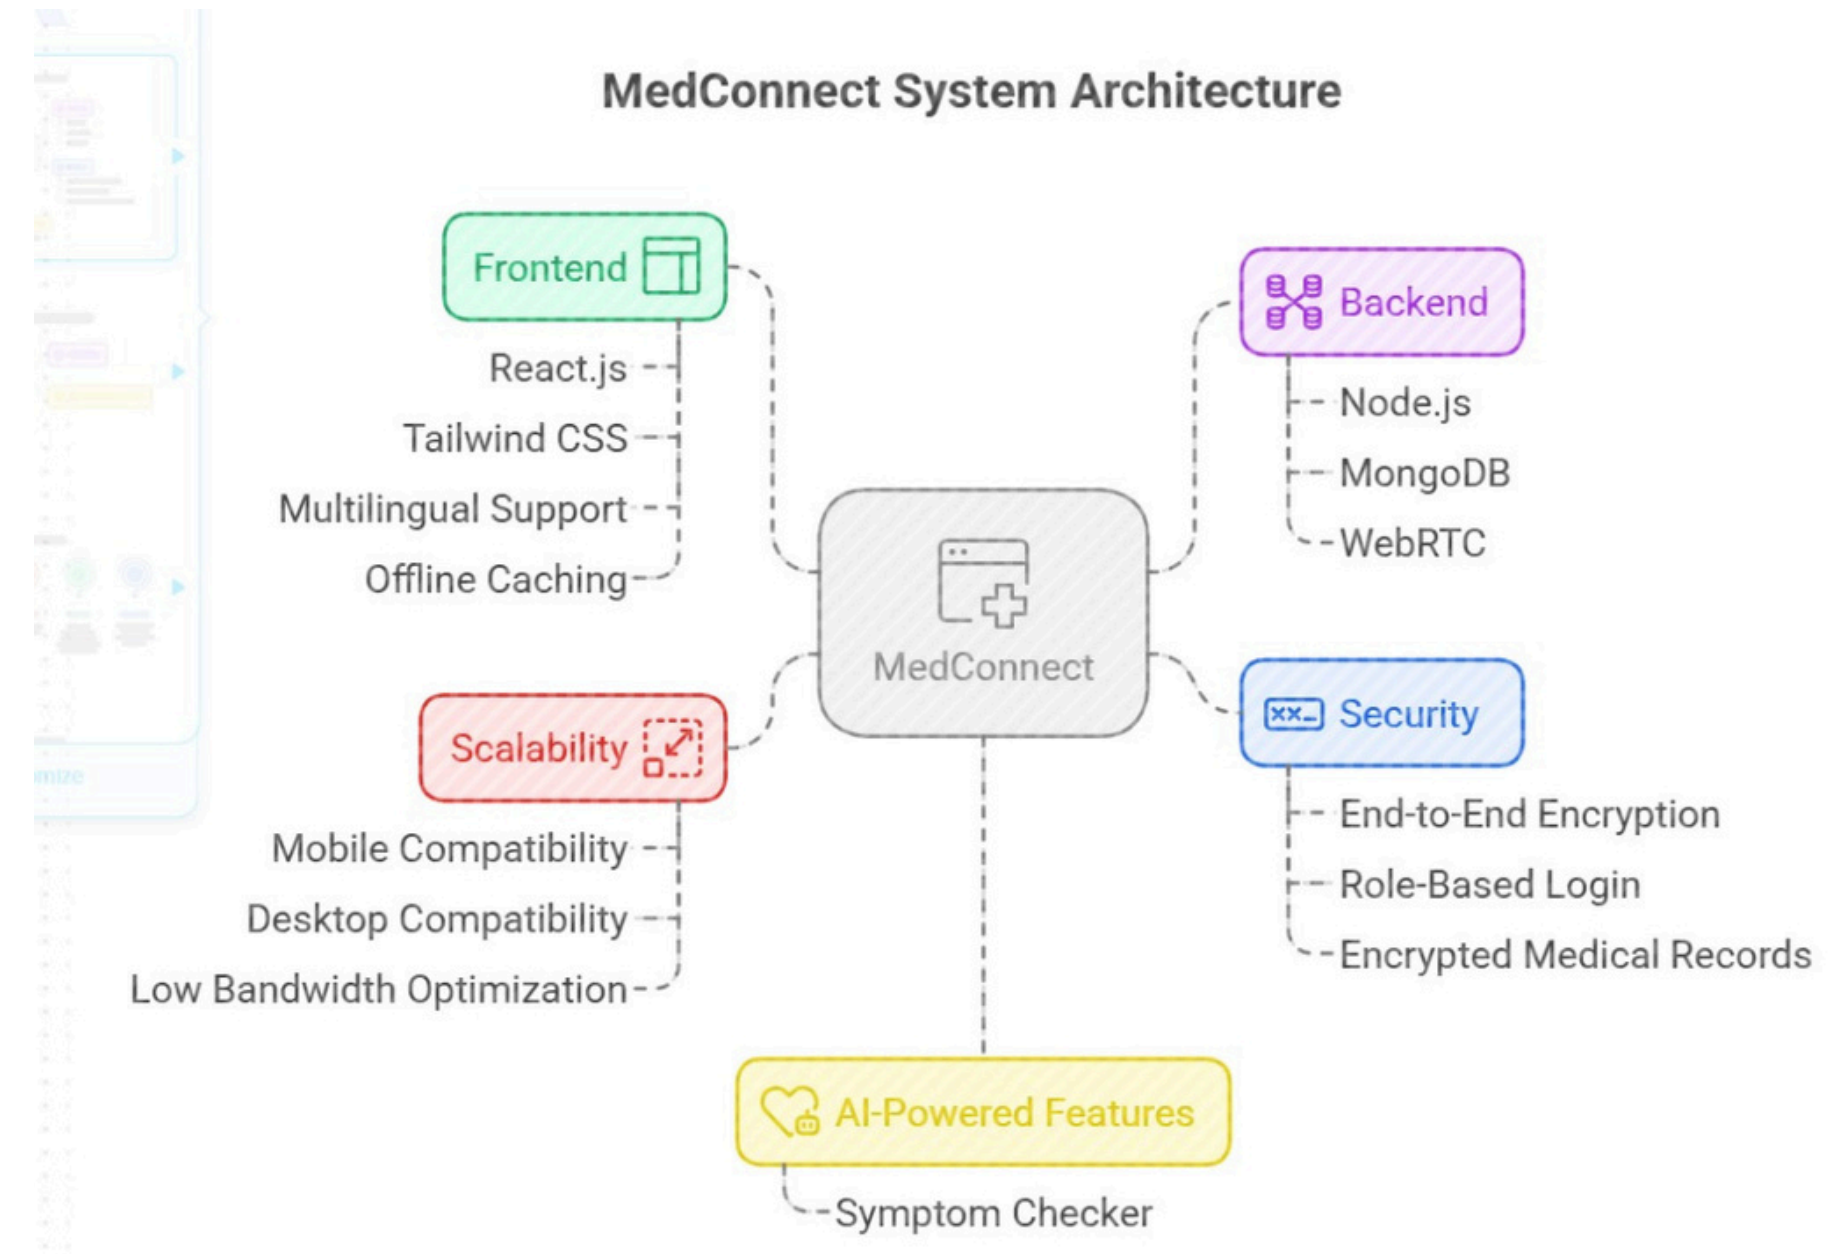 MedConnect System Architecture
Frontend
React.js
Tailwind CSS
Multilingual Support
Offline Caching
Backend
Node.js
MongoDB
WebRTC
MedConnect
Scalability
Mobile Compatibility
Desktop Compatibility
Low Bandwidth Optimization
Security
End-to-End Encryption
Role-Based Login
Encrypted Medical Records
AI-Powered Features
Symptom Checker